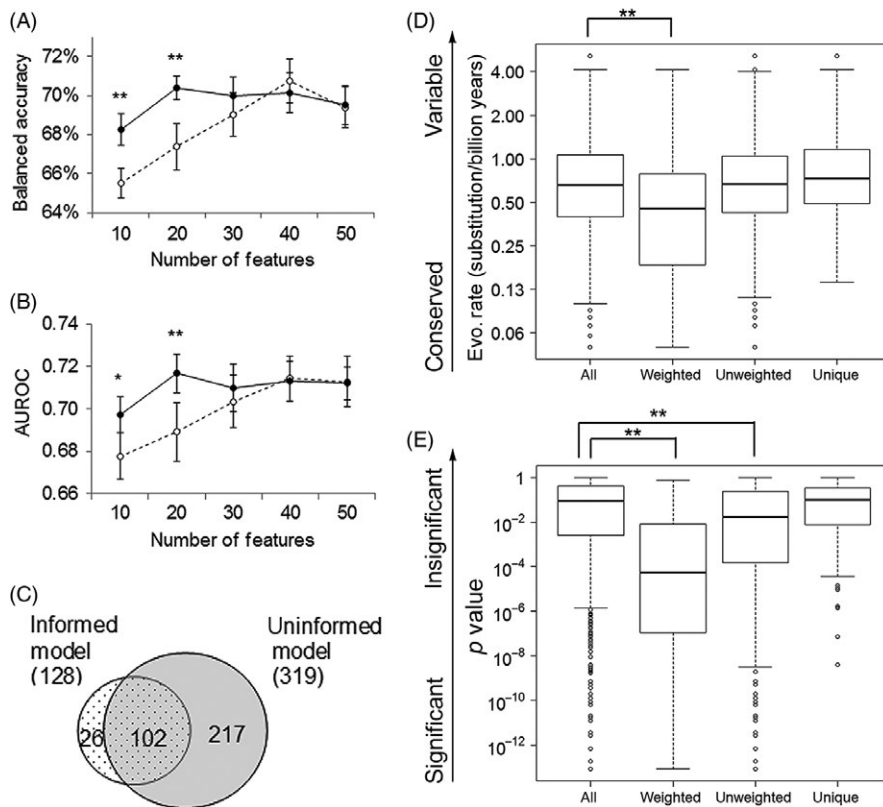 (A)
72%
70%
68%
66%
64%
**
**
Balanced accuracy
10 20 30 40 50
Number of features
(B)
0.74
0.72
0.70
0.68
0.66
*
**
AUROC
10 20 30 40 50
Number of features
(C)
Informed model (128)
Uninformed model (319)
26 102 217
(D)
**
Variable
Conserved
Evo. rate (substitution/billion years)
4.00
2.00
1.00
0.50
0.25
0.13
0.06
All Weighted Unweighted Unique
(E)
**
**
Insignificant
Significant
p value
1
10⁻²
10⁻⁴
10⁻⁶
10⁻⁸
10⁻¹⁰
10⁻¹²
All Weighted Unweighted Unique